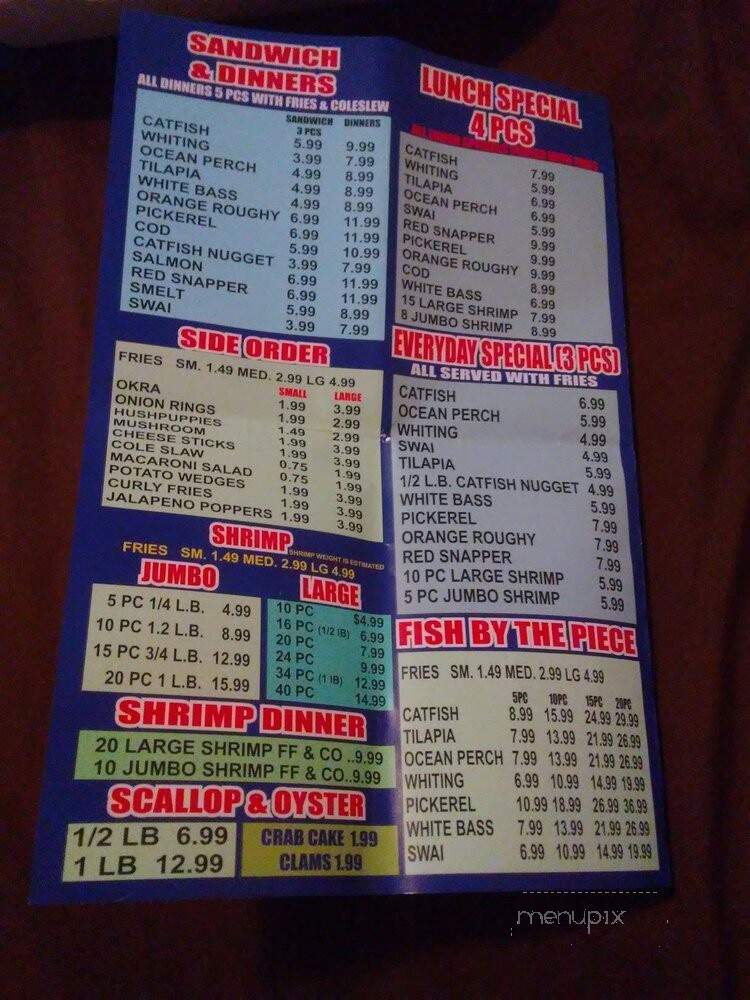 SANDWICH
& DINNERS
ALL DINNERS 5 PCS WITH FRIES & COLESLEW
SANDWICH DINNERS
3 PCS
CATFISH 5.99 9.99
WHITING 3.99 7.99
OCEAN PERCH 4.99 8.99
TILAPIA 4.99 8.99
WHITE BASS 4.99 8.99
ORANGE ROUGHY 6.99 11.99
PICKEREL 6.99 11.99
COD 5.99 10.99
CATFISH NUGGET 3.99 7.99
SALMON 6.99 11.99
RED SNAPPER 6.99 11.99
SMELT 5.99 8.99
SWAI 3.99 7.99
SIDE ORDER
FRIES SM. 1.49 MED. 2.99 LG 4.99
SMALL LARGE
OKRA 1.99 3.99
ONION RINGS 1.99 2.99
HUSHPUPPIES 1.49 2.99
MUSHROOM 1.99 3.99
CHEESE STICKS 1.99 3.99
COLE SLAW 0.75 1.99
MACARONI SALAD 0.75 1.99
POTATO WEDGES 1.99 3.99
CURLY FRIES 1.99 3.99
JALAPENO POPPERS 1.99 3.99
SHRIMP
SHRIMP WEIGHT IS ESTIMATED
FRIES SM. 1.49 MED. 2.99 LG 4.99
JUMBO
5 PC 1/4 L.B. 4.99
10 PC 1.2 L.B. 8.99
15 PC 3/4 L.B. 12.99
20 PC 1 L.B. 15.99
LARGE
10 PC $4.99
16 PC (1/2 lB) 6.99
20 PC 7.99
24 PC 9.99
34 PC (1 lB) 12.99
40 PC 14.99
SHRIMP DINNER
20 LARGE SHRIMP FF & CO..9.99
10 JUMBO SHRIMP FF & CO..9.99
SCALLOP & OYSTER
1/2 LB 6.99
1 LB 12.99
CRAB CAKE 1.99
CLAMS 1.99
LUNCH SPECIAL
4 PCS
CATFISH 7.99
WHITING 5.99
TILAPIA 6.99
OCEAN PERCH 6.99
SWAI 5.99
RED SNAPPER 9.99
PICKEREL 9.99
ORANGE ROUGHY 9.99
COD 8.99
WHITE BASS 6.99
15 LARGE SHRIMP 7.99
8 JUMBO SHRIMP 8.99
EVERYDAY SPECIAL (3 PCS)
ALL SERVED WITH FRIES
CATFISH 6.99
OCEAN PERCH 5.99
WHITING 4.99
SWAI 4.99
TILAPIA 5.99
1/2 L.B. CATFISH NUGGET 4.99
WHITE BASS 5.99
PICKEREL 7.99
ORANGE ROUGHY 7.99
RED SNAPPER 7.99
10 PC LARGE SHRIMP 5.99
5 PC JUMBO SHRIMP 5.99
FISH BY THE PIECE
FRIES SM. 1.49 MED. 2.99 LG 4.99
5PC 10PC 15PC 20PC
CATFISH 8.99 15.99 24.99 29.99
TILAPIA 7.99 13.99 21.99 26.99
OCEAN PERCH 7.99 13.99 21.99 26.99
WHITING 6.99 10.99 14.99 19.99
PICKEREL 10.99 18.99 26.99 36.99
WHITE BASS 7.99 13.99 21.99 26.99
SWAI 6.99 10.99 14.99 19.99
menupix